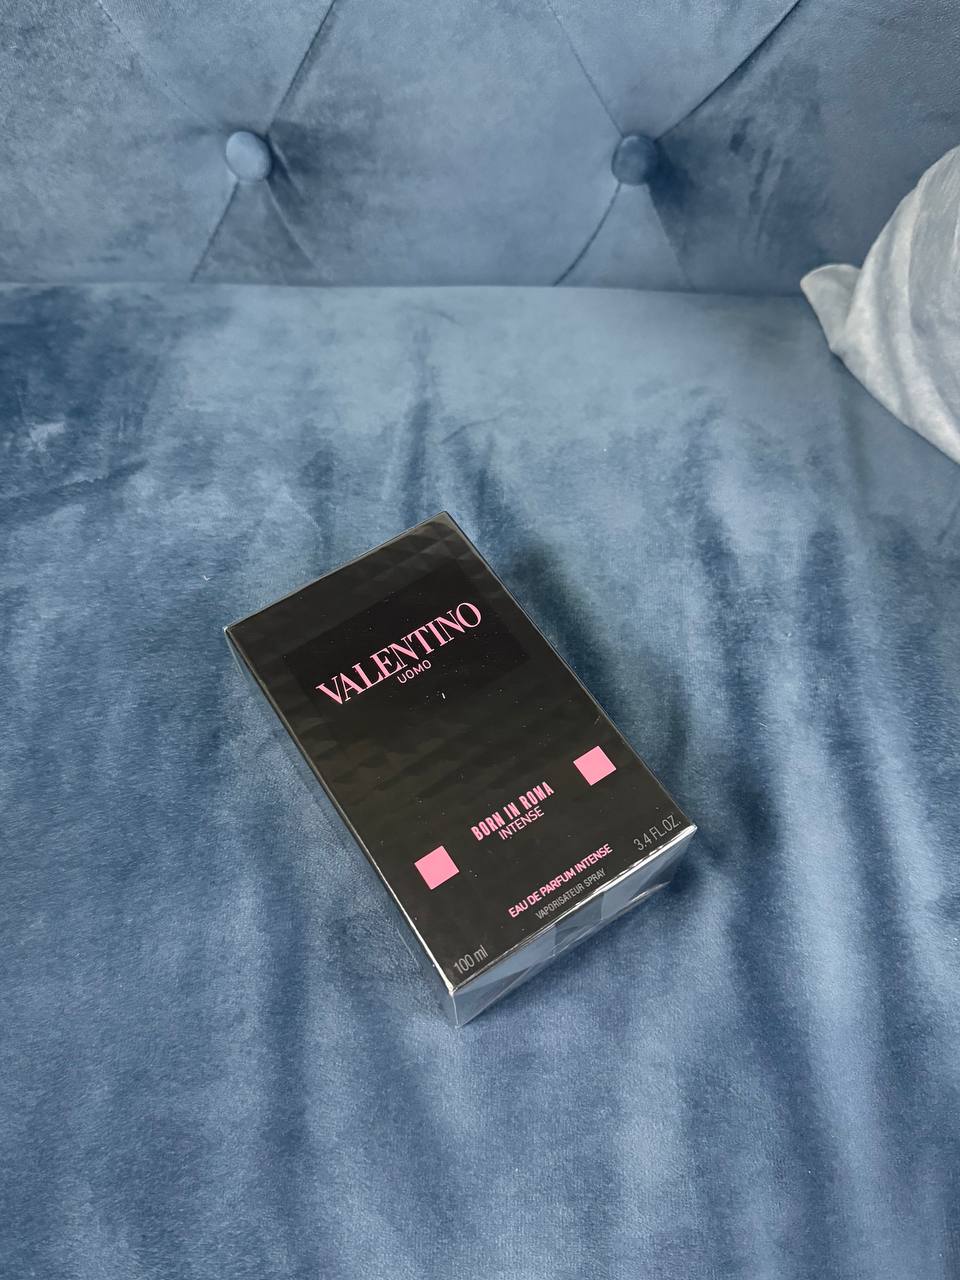 VALENTINO
UOMO
BORN IN ROMA
INTENSE
EAU DE PARFUM INTENSE
VAPORISATEUR SPRAY
100 ml
3.4 FL.OZ.